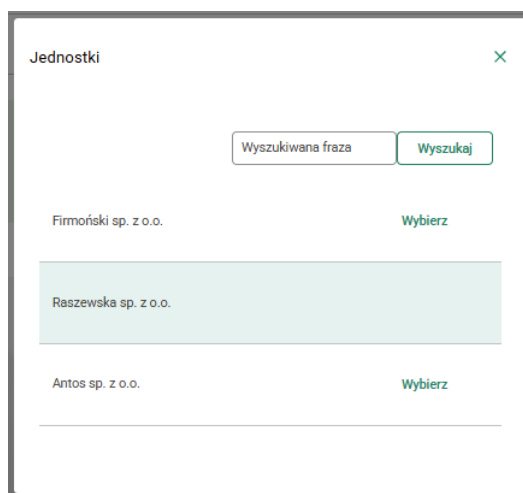 Jednostki
Wyszukiwana fraza Wyszukaj
Firmoński sp. z o.o. Wybierz
Raszewska sp. z o.o.
Antos sp. z o.o. Wybierz